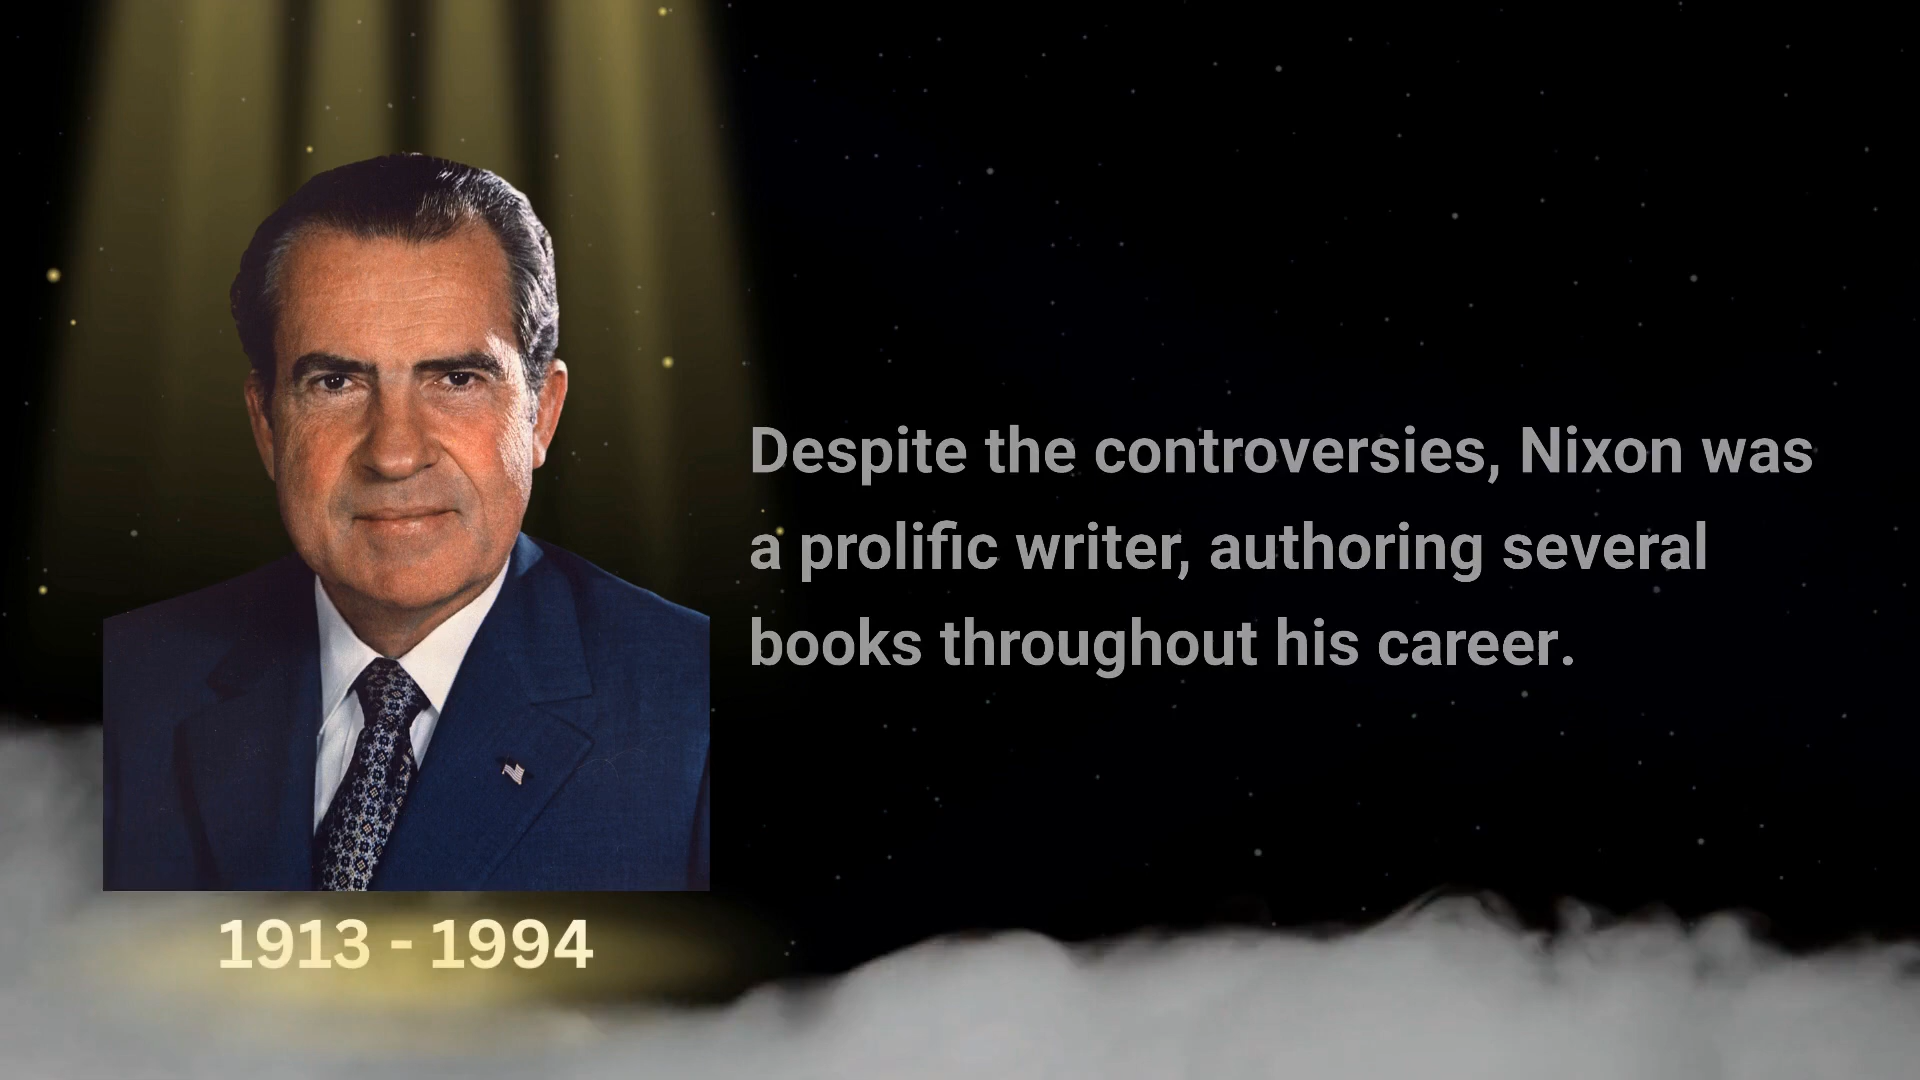 Despite the controversies, Nixon was
a prolific writer, authoring several
books throughout his career.
1913 - 1994